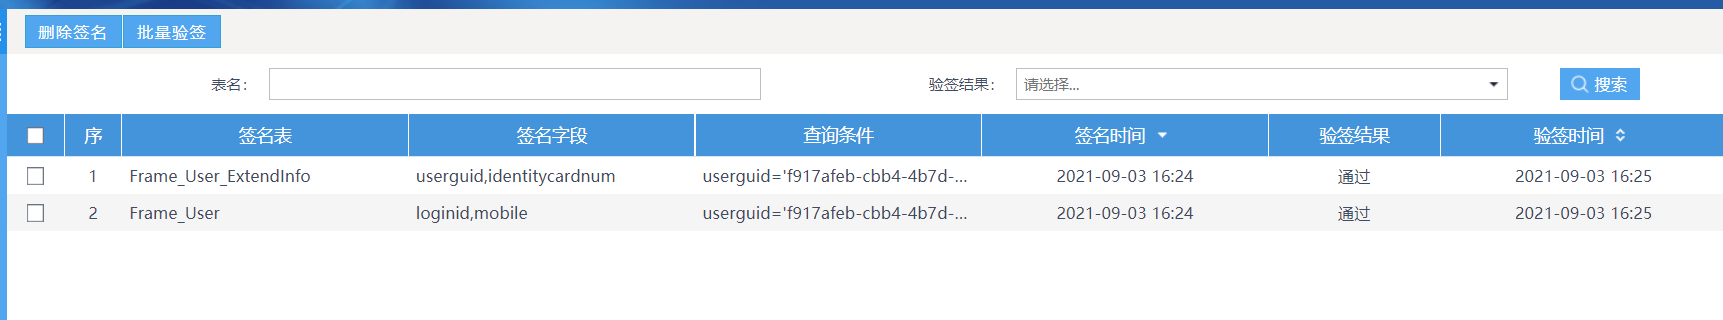 删除签名 批量验签
表名： 验签结果： 请选择... 搜索
序 签名表 签名字段 查询条件 签名时间 验签结果 验签时间
1 Frame_User_ExtendInfo userguid,identitycardnum userguid='f917afeb-cbb4-4b7d-... 2021-09-03 16:24 通过 2021-09-03 16:25
2 Frame_User loginid,mobile userguid='f917afeb-cbb4-4b7d-... 2021-09-03 16:24 通过 2021-09-03 16:25